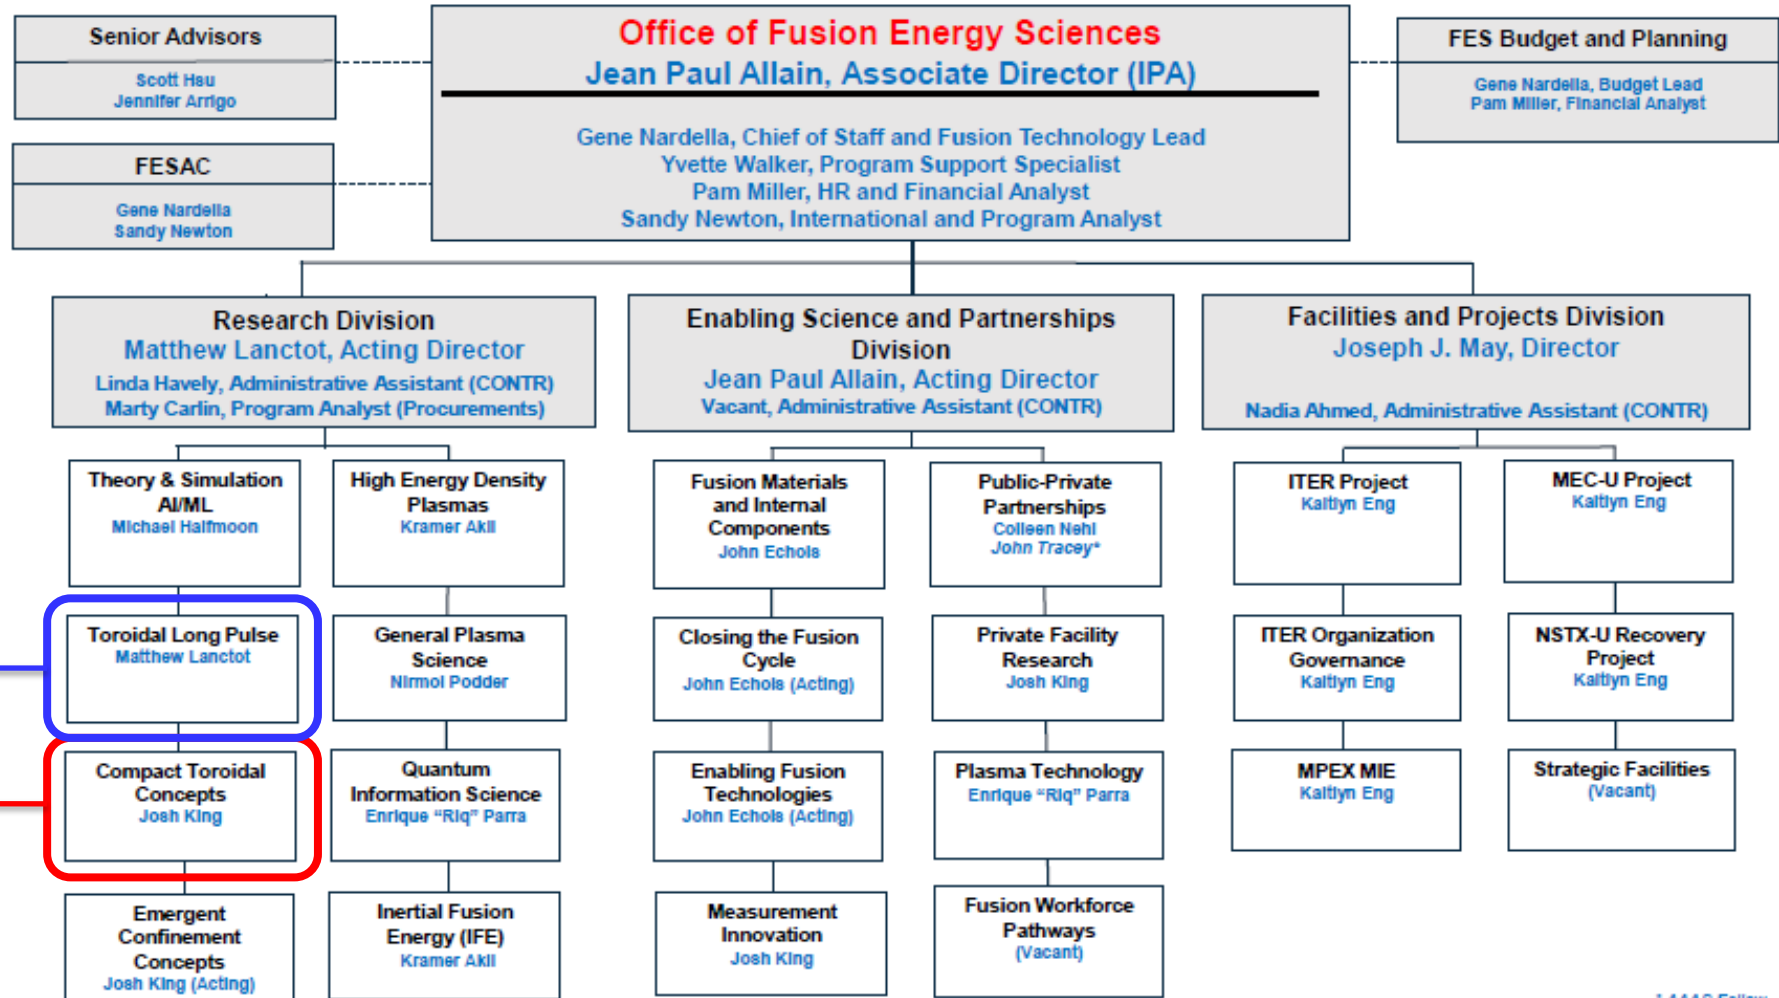 Senior Advisors
Scott Hsu
Jennifer Arrigo
FESAC
Gene Nardella
Sandy Newton
Office of Fusion Energy Sciences
Jean Paul Allain, Associate Director (IPA)
Gene Nardella, Chief of Staff and Fusion Technology Lead
Yvette Walker, Program Support Specialist
Pam Miller, HR and Financial Analyst
Sandy Newton, International and Program Analyst
FES Budget and Planning
Gene Nardella, Budget Lead
Pam Miller, Financial Analyst
Research Division
Matthew Lanctot, Acting Director
Linda Havely, Administrative Assistant (CONTR)
Marty Carlin, Program Analyst (Procurements)
Theory & Simulation
AI/ML
Michael Halfmoon
Toroidal Long Pulse
Matthew Lanctot
Compact Toroidal
Concepts
Josh King
Emergent
Confinement
Concepts
Josh King (Acting)
High Energy Density
Plasmas
Kramer Akli
General Plasma
Science
Nirmol Podder
Quantum
Information Science
Enrique “Riq” Parra
Inertial Fusion
Energy (IFE)
Kramer Akli
Enabling Science and Partnerships
Division
Jean Paul Allain, Acting Director
Vacant, Administrative Assistant (CONTR)
Fusion Materials
and Internal
Components
John Echols
Closing the Fusion
Cycle
John Echols (Acting)
Enabling Fusion
Technologies
John Echols (Acting)
Measurement
Innovation
Josh King
Public-Private
Partnerships
Colleen Nehl
John Tracey*
Private Facility
Research
Josh King
Plasma Technology
Enrique “Riq” Parra
Fusion Workforce
Pathways
(Vacant)
Facilities and Projects Division
Joseph J. May, Director
Nadia Ahmed, Administrative Assistant (CONTR)
ITER Project
Kaitlyn Eng
ITER Organization
Governance
Kaitlyn Eng
MPEX MIE
Kaitlyn Eng
MEC-U Project
Kaitlyn Eng
NSTX-U Recovery
Project
Kaitlyn Eng
Strategic Facilities
(Vacant)